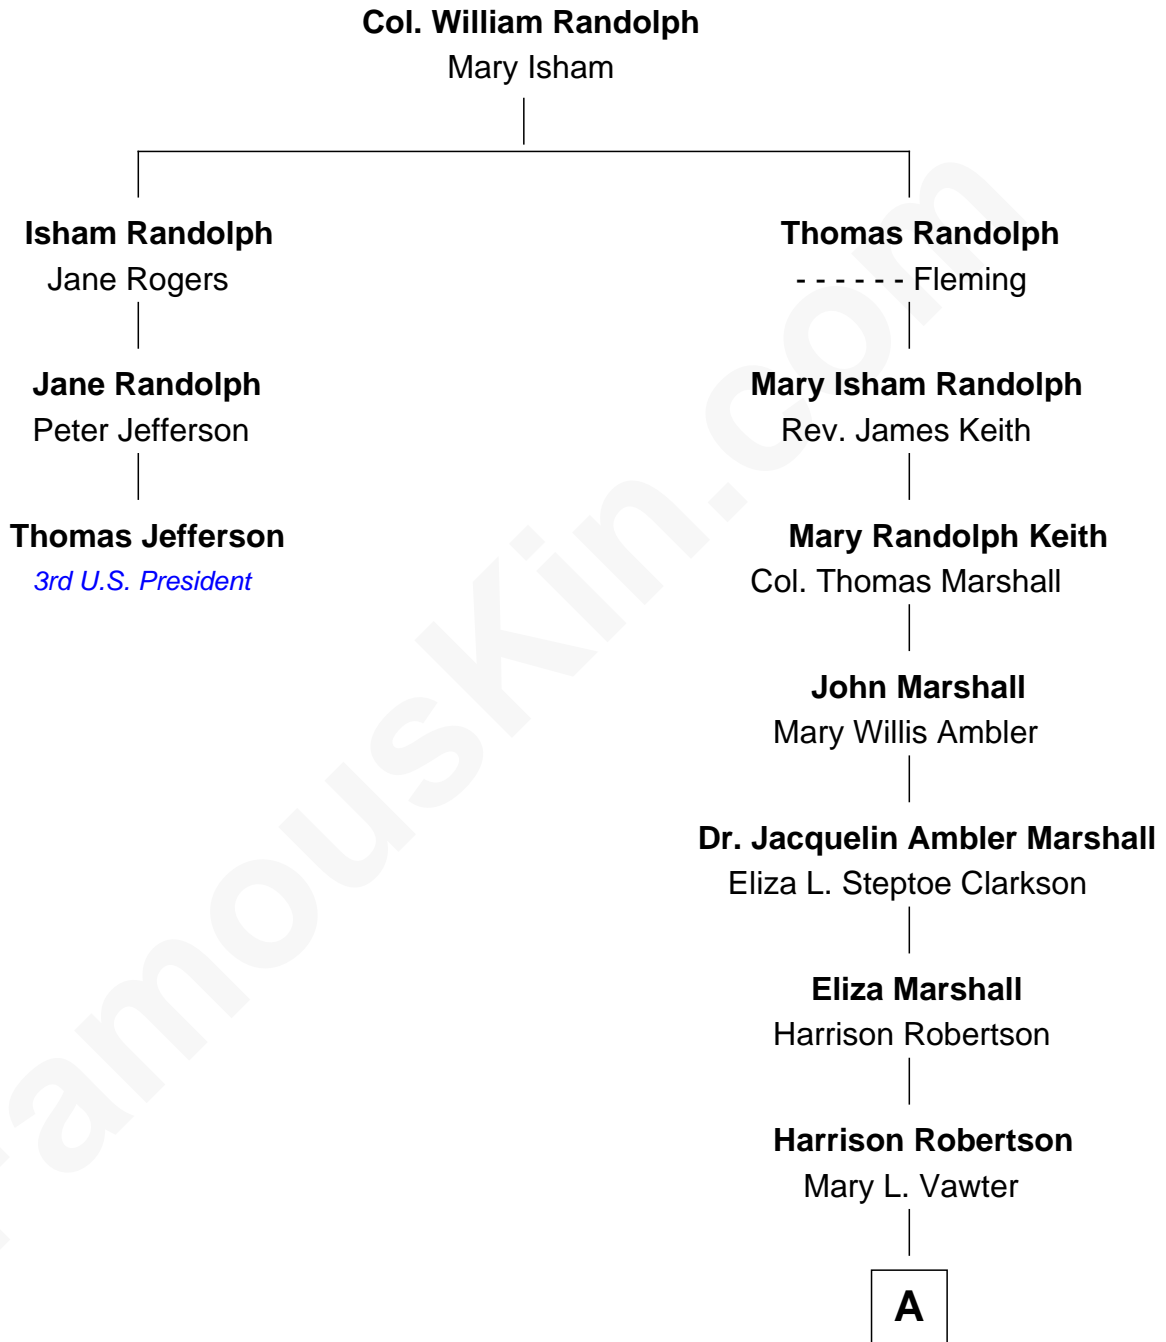 Col. William Randolph
Mary Isham
Isham Randolph
Jane Rogers
Thomas Randolph
- - - - - - Fleming
Jane Randolph
Peter Jefferson
Mary Isham Randolph
Rev. James Keith
Thomas Jefferson
3rd U.S. President
Mary Randolph Keith
Col. Thomas Marshall
John Marshall
Mary Willis Ambler
Dr. Jacquelin Ambler Marshall
Eliza L. Steptoe Clarkson
Eliza Marshall
Harrison Robertson
Harrison Robertson
Mary L. Vawter
A
FamousKin.com